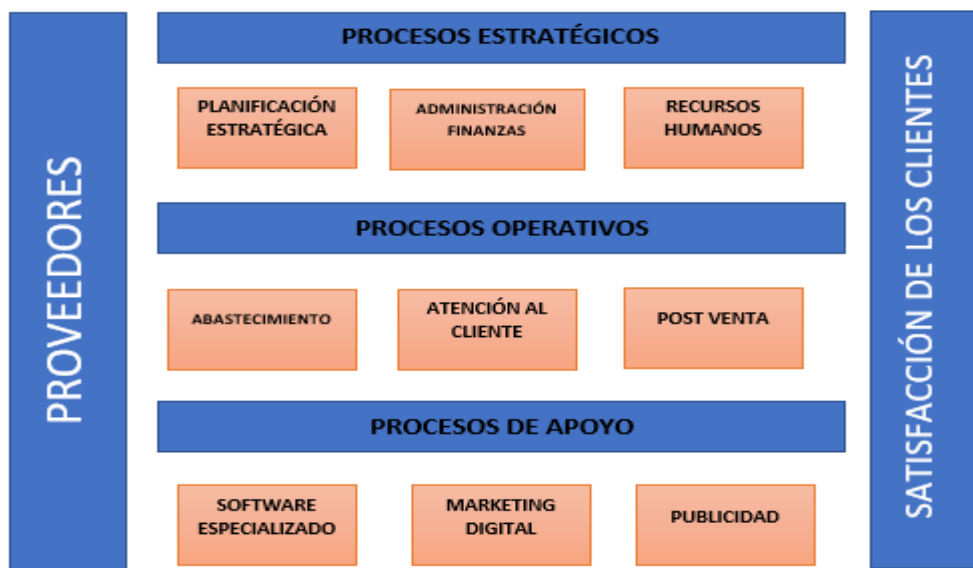 PROVEEDORES
PROCESOS ESTRATÉGICOS
PLANIFICACIÓN
ESTRATÉGICA
ADMINISTRACIÓN
FINANZAS
RECURSOS
HUMANOS
PROCESOS OPERATIVOS
ABASTECIMIENTO
ATENCIÓN AL
CLIENTE
POST VENTA
PROCESOS DE APOYO
SOFTWARE
ESPECIALIZADO
MARKETING
DIGITAL
PUBLICIDAD
SATISFACCIÓN DE LOS CLIENTES